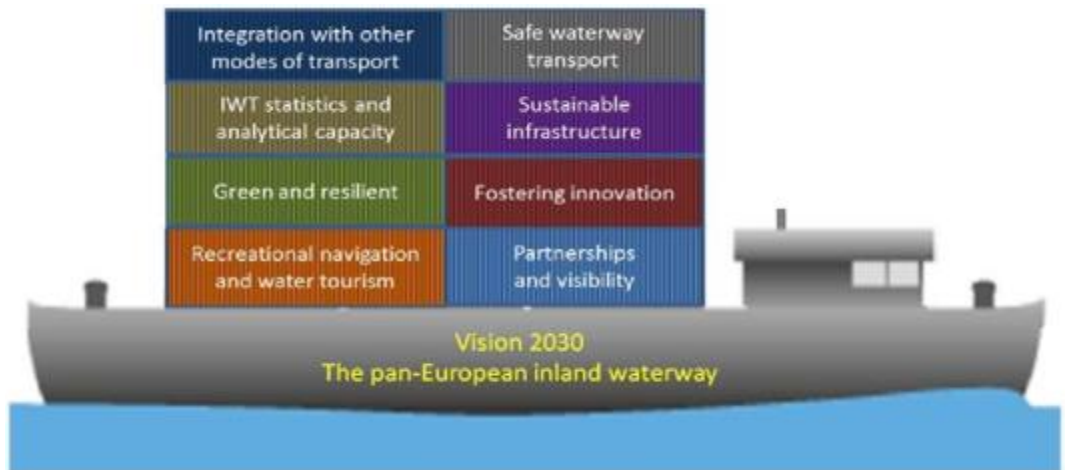 Integration with other
modes of transport
Safe waterway
transport
IWT statistics and
analytical capacity
Sustainable
infrastructure
Green and resilient
Fostering innovation
Recreational navigation
and water tourism
Partnerships
and visibility
Vision 2030
The pan-European inland waterway